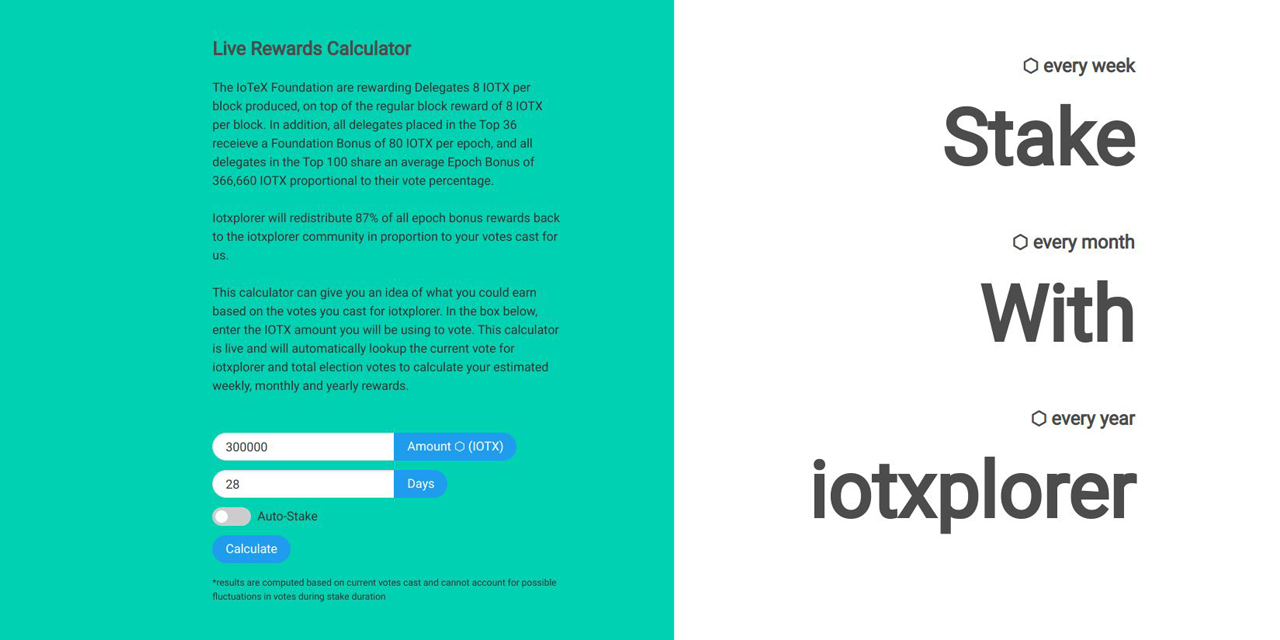 Live Rewards Calculator
The IoTeX Foundation are rewarding Delegates 8 IOTX per
block produced, on top of the regular block reward of 8 IOTX
per block. In addition, all delegates placed in the Top 36
receieve a Foundation Bonus of 80 IOTX per epoch, and all
delegates in the Top 100 share an average Epoch Bonus of
366,660 IOTX proportional to their vote percentage.
Iotxplorer will redistribute 87% of all epoch bonus rewards back
to the iotxplorer community in proportion to your votes cast for
us.
This calculator can give you an idea of what you could earn
based on the votes you cast for iotxplorer. In the box below,
enter the IOTX amount you will be using to vote. This calculator
is live and will automatically lookup the current vote for
iotxplorer and total election votes to calculate your estimated
weekly, monthly and yearly rewards.
300000 Amount ⬡ (IOTX)
28 Days
Auto-Stake
Calculate
*results are computed based on current votes cast and cannot account for possible
fluctuations in votes during stake duration
⬡ every week
Stake
⬡ every month
With
⬡ every year
iotxplorer